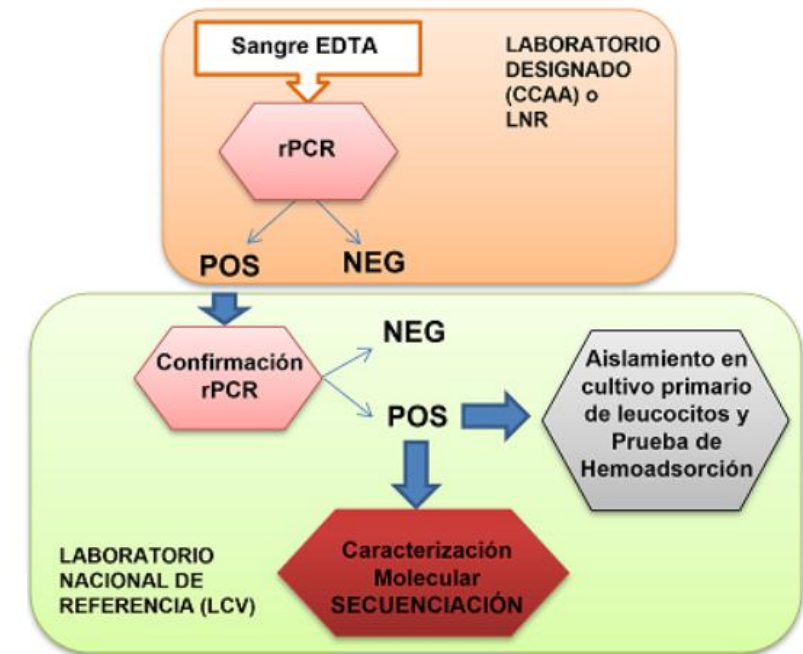 Sangre EDTA
LABORATORIO
DESIGNADO
(CCAA) o
LNR
rPCR
POS
NEG
Confirmación
rPCR
NEG
POS
Aislamiento en
cultivo primario
de leucocitos y
Prueba de
Hemoadsorción
LABORATORIO
NACIONAL DE
REFERENCIA (LCV)
Caracterización
Molecular
SECUENCIACIÓN